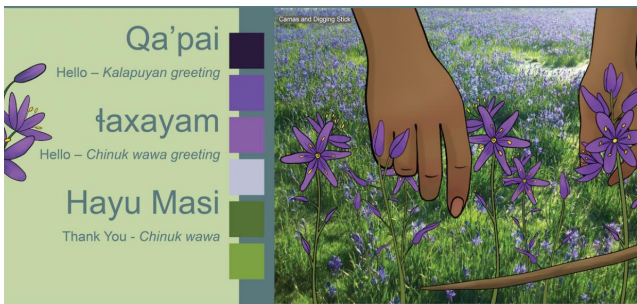 Qa’pai
Hello – Kalapuyan greeting
ɬaxayam
Hello – Chinuk wawa greeting
Hayu Masi
Thank You - Chinuk wawa
Camas and Digging Stick